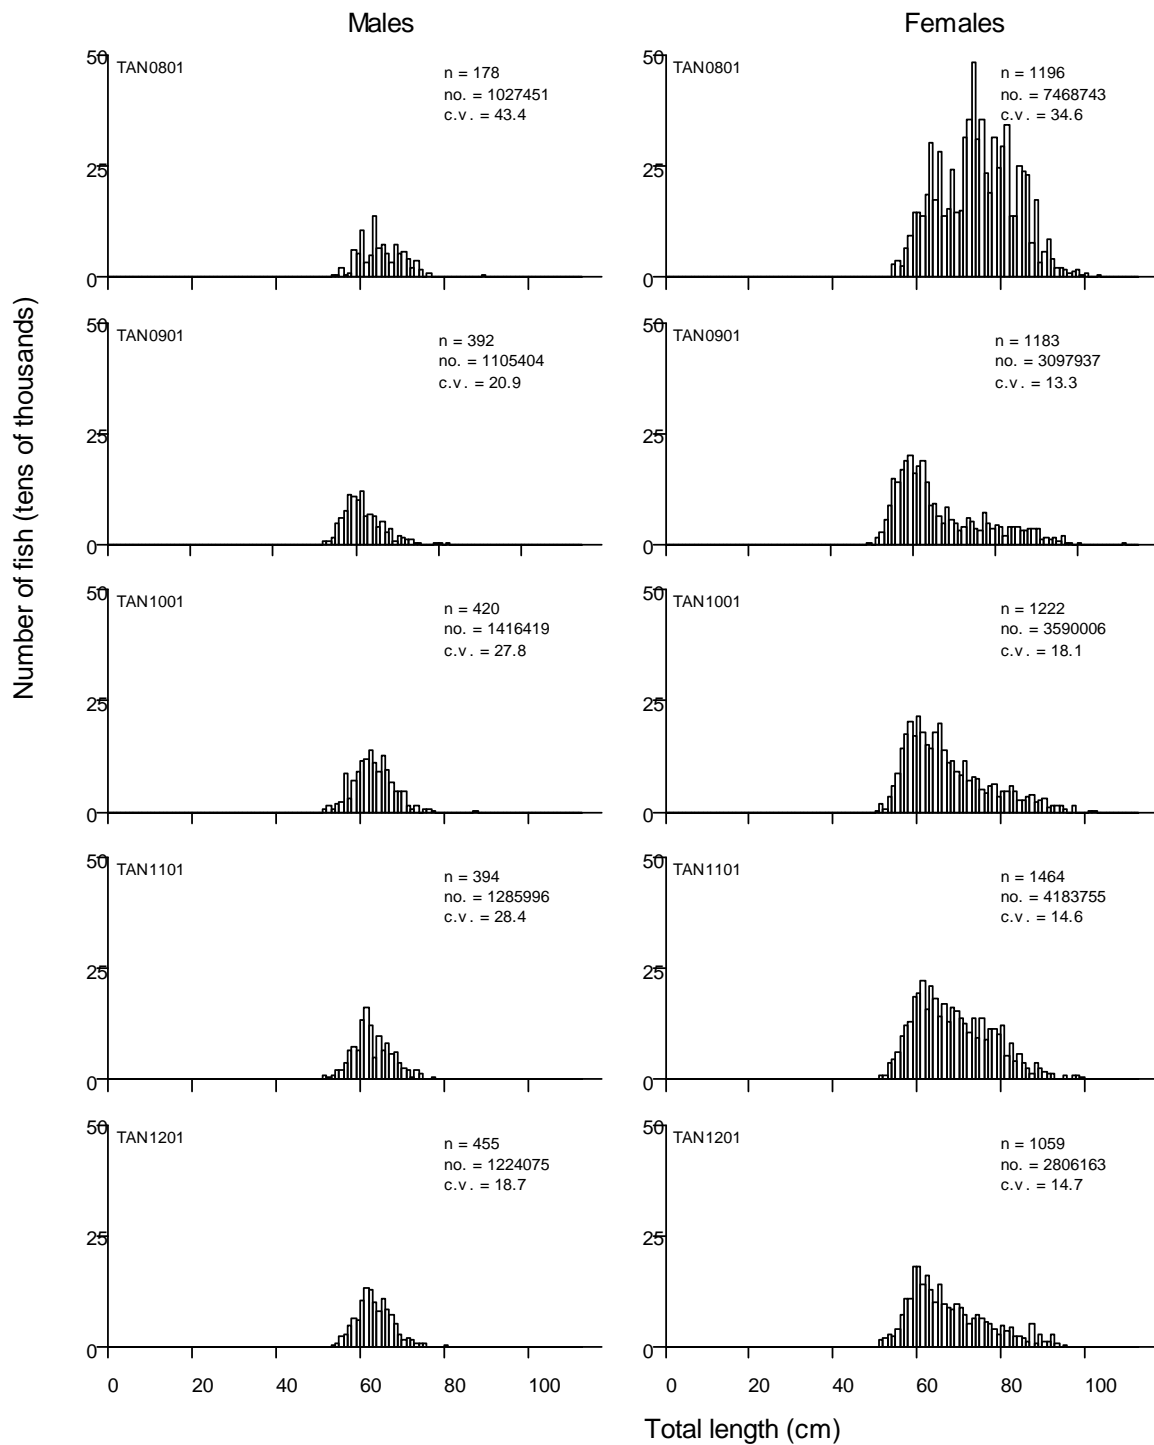 Males
Females
Number of fish (tens of thousands)
50
25
0
TAN0801
n = 178
no. = 1027451
c.v. = 43.4
50
25
0
TAN0801
n = 1196
no. = 7468743
c.v. = 34.6
50
25
0
TAN0901
n = 392
no. = 1105404
c.v. = 20.9
50
25
0
TAN0901
n = 1183
no. = 3097937
c.v. = 13.3
50
25
0
TAN1001
n = 420
no. = 1416419
c.v. = 27.8
50
25
0
TAN1001
n = 1222
no. = 3590006
c.v. = 18.1
50
25
0
TAN1101
n = 394
no. = 1285996
c.v. = 28.4
50
25
0
TAN1101
n = 1464
no. = 4183755
c.v. = 14.6
50
25
0
TAN1201
n = 455
no. = 1224075
c.v. = 18.7
50
25
0
TAN1201
n = 1059
no. = 2806163
c.v. = 14.7
0 20 40 60 80 100
0 20 40 60 80 100
Total length (cm)